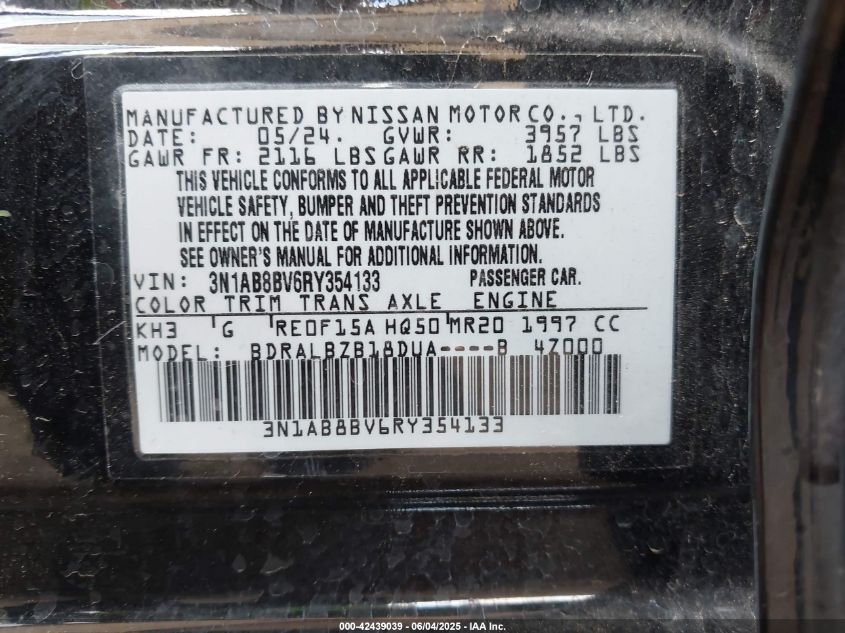 MANUFACTURED BY NISSAN MOTOR CO., LTD.
DATE: 05/24. GVWR: 3957 LBS
GAWR FR: 2116 LBS GAWR RR: 1852 LBS
THIS VEHICLE CONFORMS TO ALL APPLICABLE FEDERAL MOTOR
VEHICLE SAFETY, BUMPER AND THEFT PREVENTION STANDARDS
IN EFFECT ON THE DATE OF MANUFACTURE SHOWN ABOVE.
SEE OWNER'S MANUAL FOR ADDITIONAL INFORMATION.
VIN: 3N1AB8BV6RY354133 PASSENGER CAR.
COLOR TRIM TRANS AXLE ENGINE
KH3 G RE0F15A HQ50 MR20 1997 CC
MODEL: BDRALBZB18DUA----B 47000
3N1AB8BV6RY354133
000-42439039 - 06/04/2025 - IAA Inc.